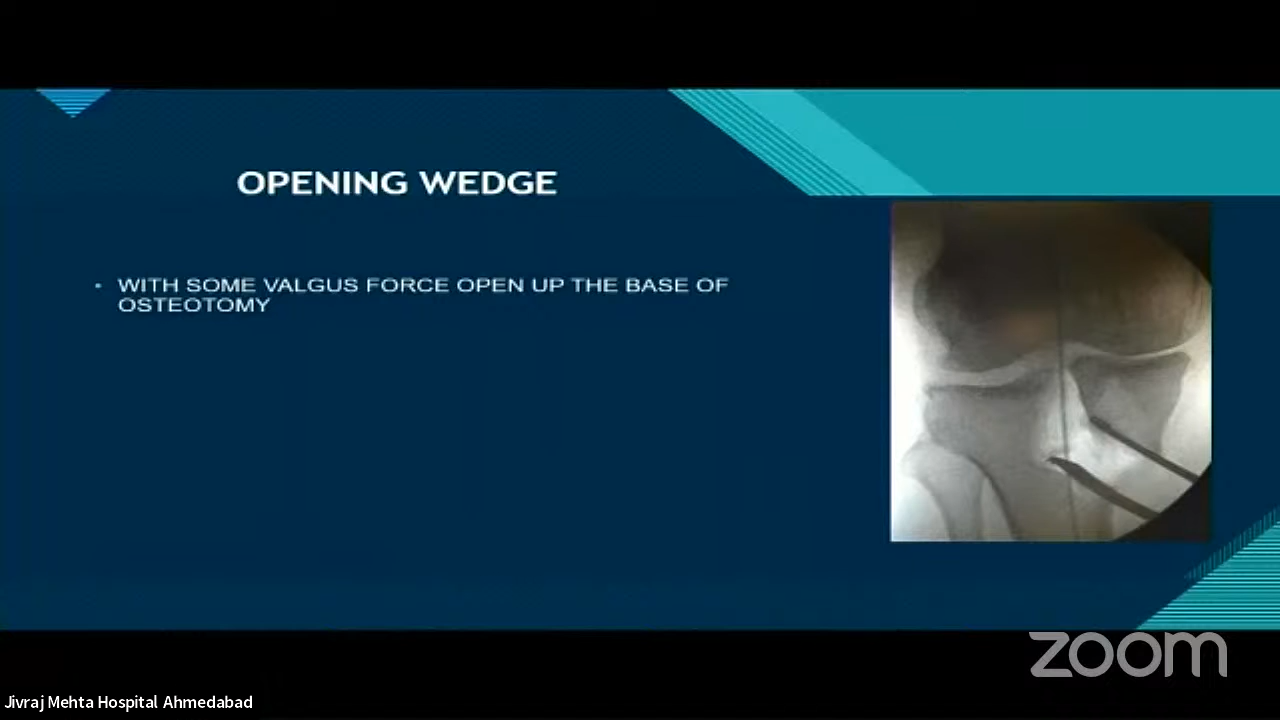 OPENING WEDGE
• WITH SOME VALGUS FORCE OPEN UP THE BASE OF
OSTEOTOMY
zoom
Jivraj Mehta Hospital Ahmedabad